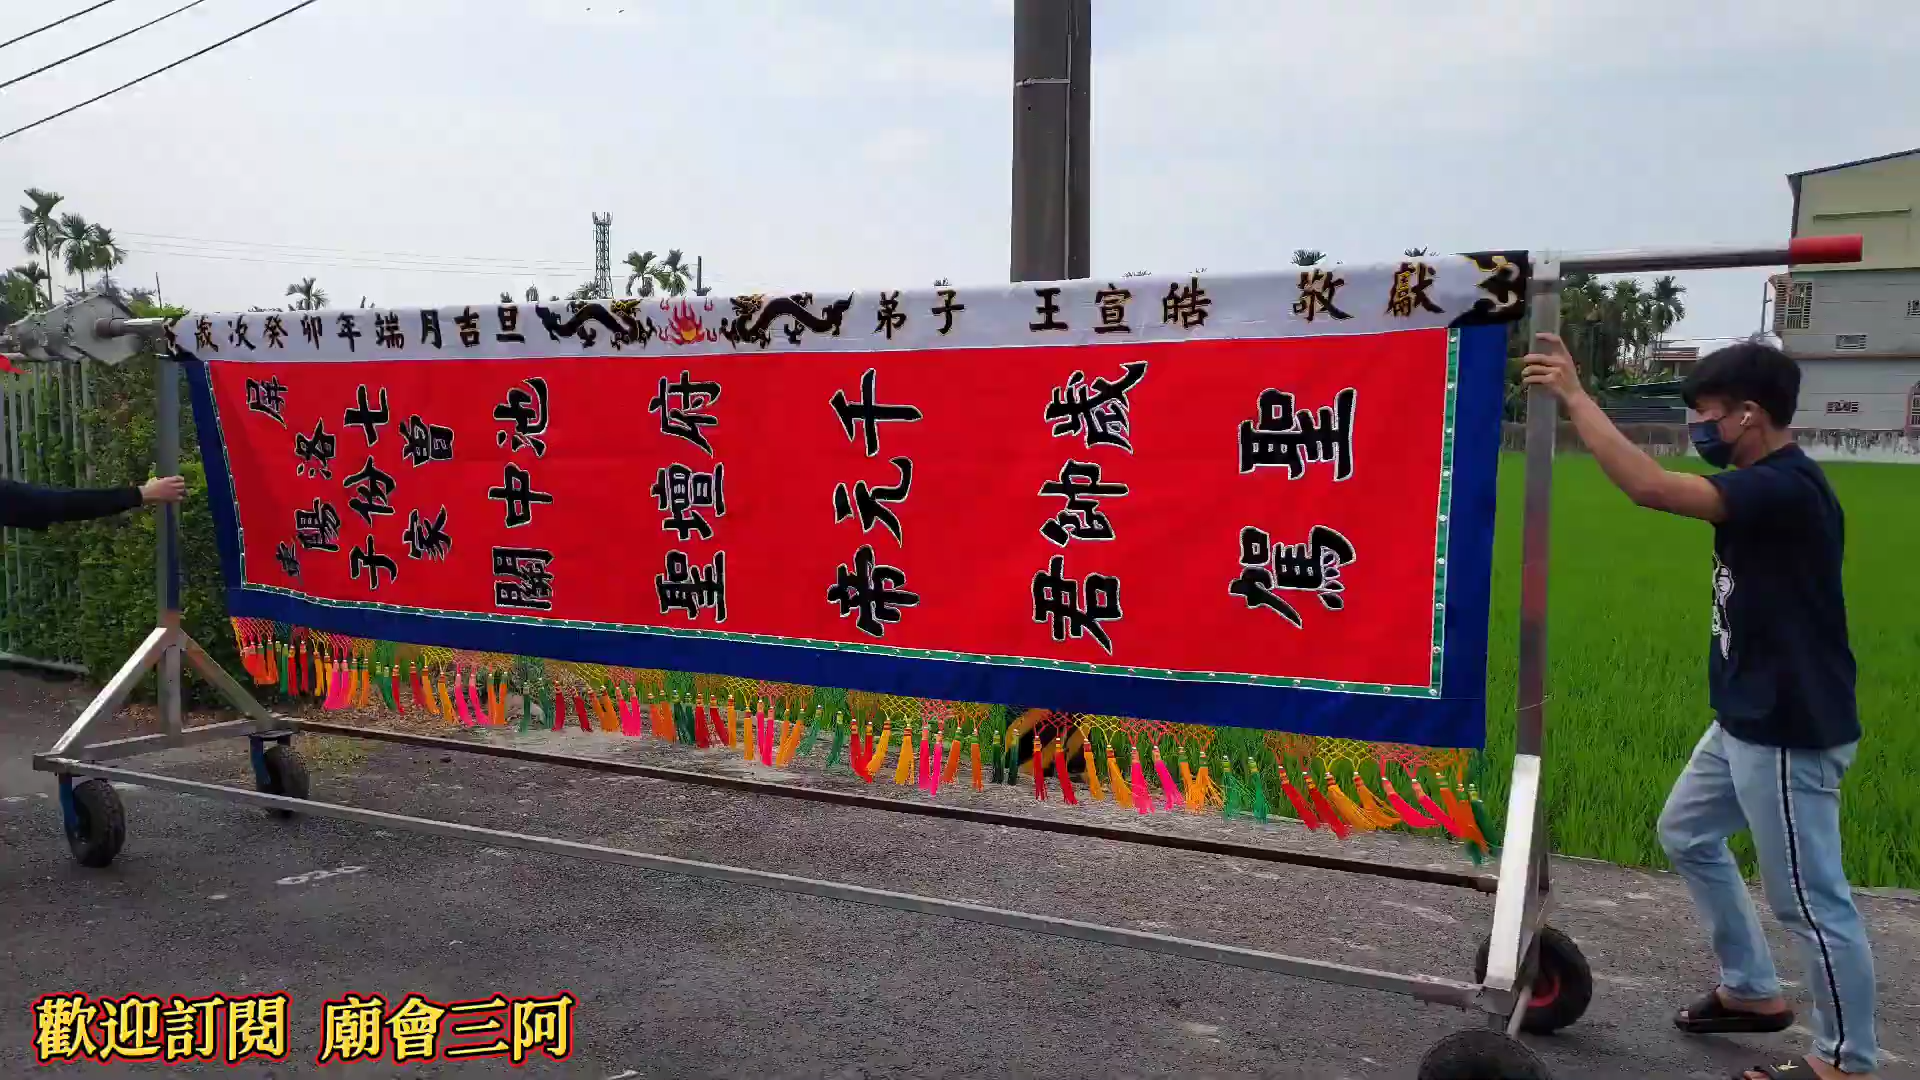 歲次癸卯年端月吉旦 弟子 王宣皓 敬獻
屏東
洛陽
七份子
曾家
池府千歲
中壇元帥
關聖帝君
聖駕
歡迎訂閱 廟會三阿